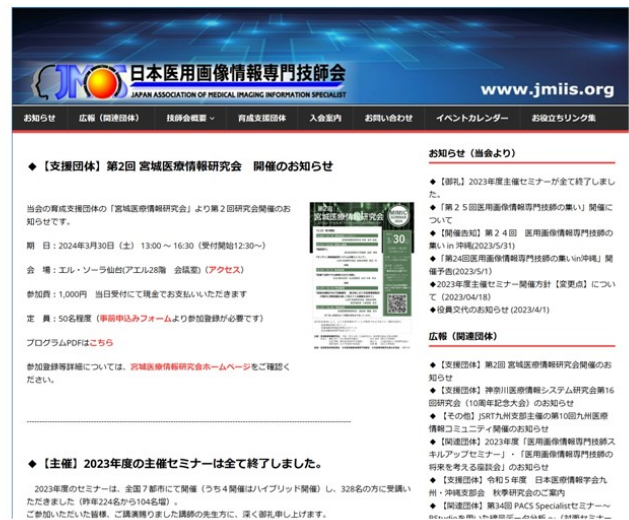 日本医用画像情報専門技師会
JAPAN ASSOCIATION OF MEDICAL IMAGING INFORMATION SPECIALIST
www.jmiis.org
お知らせ
広報（関連団体）
技師会概要
育成支援団体
入会案内
お問い合わせ
イベントカレンダー
お役立ちリンク集
◆【支援団体】第2回 宮城医療情報研究会　開催のお知らせ
当会の育成支援団体の「宮城医療情報研究会」より第２回研究会開催のお
知らせです。
期　日：2024年3月30日（土） 13:00 ～ 16:30（受付開始12:30～）
会　場：エル・ソーラ仙台(アエル28階　会議室)（アクセス）
参加費：1,000円　当日受付にて現金でお支払いいただきます
定　員：50名程度（事前申込みフォームより参加登録が必要です）
プログラムPDFはこちら
参加登録等詳細については、宮城医療情報研究会ホームページをご確認く
ださい。
宮城医療情報研究会
30
◆【主催】2023年度の主催セミナーは全て終了しました。
2023年度のセミナーは、全国７都市にて開催（うち４開催はハイブリッド開催）し、328名の方に受講い
ただきました（昨年224名から104名増）。
ご参加いただいた皆様、ご講演賜りました講師の先生方に、深く御礼申し上げます。
お知らせ（当会より）
◆【御礼】2023年度主催セミナーが全て終了しまし
た。
◆「第２５回医用画像情報専門技師の集い」開催に
ついて
◆【開催告知】第２４回　医用画像情報専門技師の
集い in 沖縄(2023/5/31)
◆「第24回医用画像情報専門技師の集いin沖縄」開
催予告(2023/5/1)
◆2023年度主催セミナー開催方針【変更点】につい
て（2023/04/18）
◆役員交代のお知らせ (2023/4/1)
広報（関連団体）
◆【支援団体】第2回 宮城医療情報研究会開催のお
知らせ
◆【支援団体】神奈川医療情報システム研究会第16
回研究会（10周年記念大会）のお知らせ
◆【その他】JSRT九州支部主催の第10回九州医療
情報コミュニティ開催のお知らせ
◆【関連団体】2023年度「医用画像情報専門技師ス
キルアップセミナー」・「医用画像情報専門技師の
将来を考える座談会」のお知らせ
◆【支援団体】令和５年度　日本医療情報学会九
州・沖縄支部会　秋季研究会のご案内
◆【関連団体】第34回 PACS Specialistセミナー～